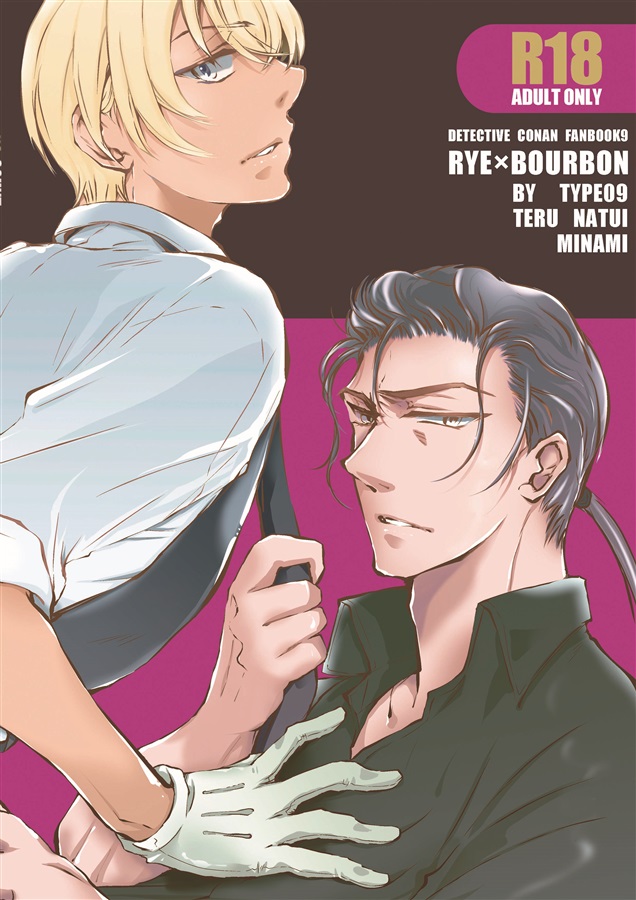 R18
ADULT ONLY
DETECTIVE CONAN FANBOOK9
RYE×BOURBON
BY TYPE09
TERU NATUI
MINAMI